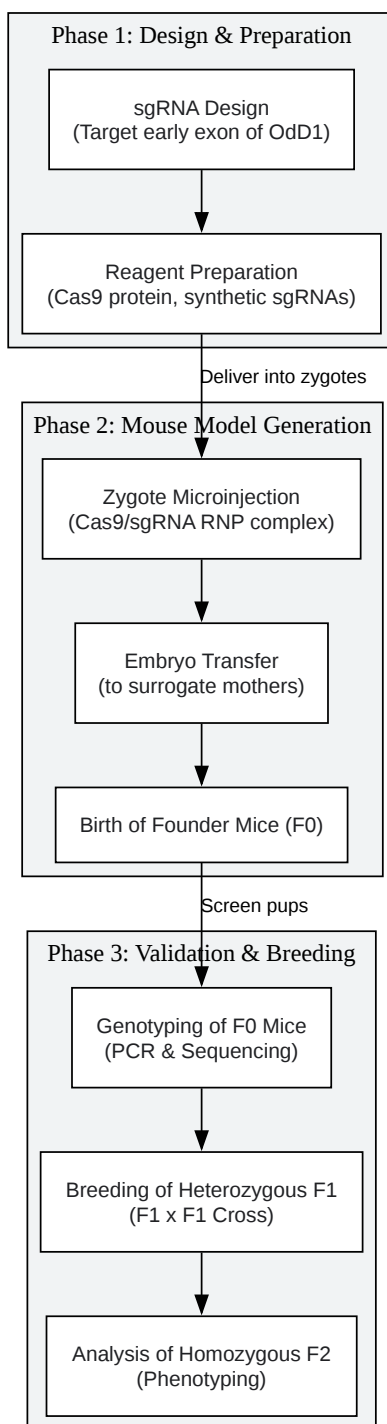 Phase 1: Design & Preparation
sgRNA Design
(Target early exon of OdD1)
Reagent Preparation
(Cas9 protein, synthetic sgRNAs)
Deliver into zygotes
Phase 2: Mouse Model Generation
Zygote Microinjection
(Cas9/sgRNA RNP complex)
Embryo Transfer
(to surrogate mothers)
Birth of Founder Mice (F0)
Screen pups
Phase 3: Validation & Breeding
Genotyping of F0 Mice
(PCR & Sequencing)
Breeding of Heterozygous F1
(F1 x F1 Cross)
Analysis of Homozygous F2
(Phenotyping)